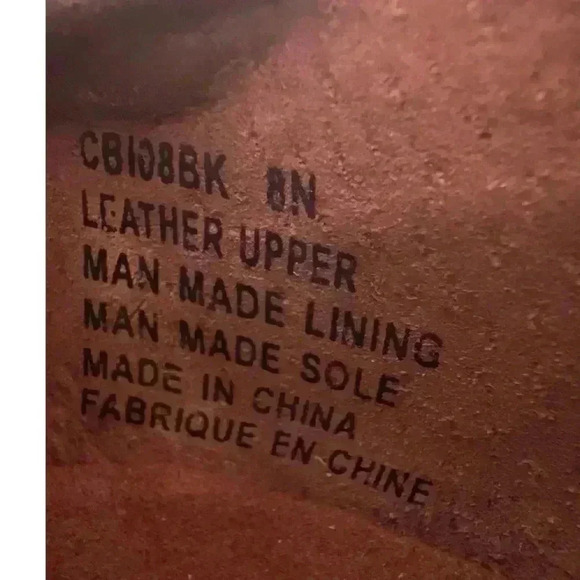 CBI08BK 8N
LEATHER UPPER
MAN MADE LINING
MAN MADE SOLE
MADE IN CHINA
FABRIQUE EN CHINE